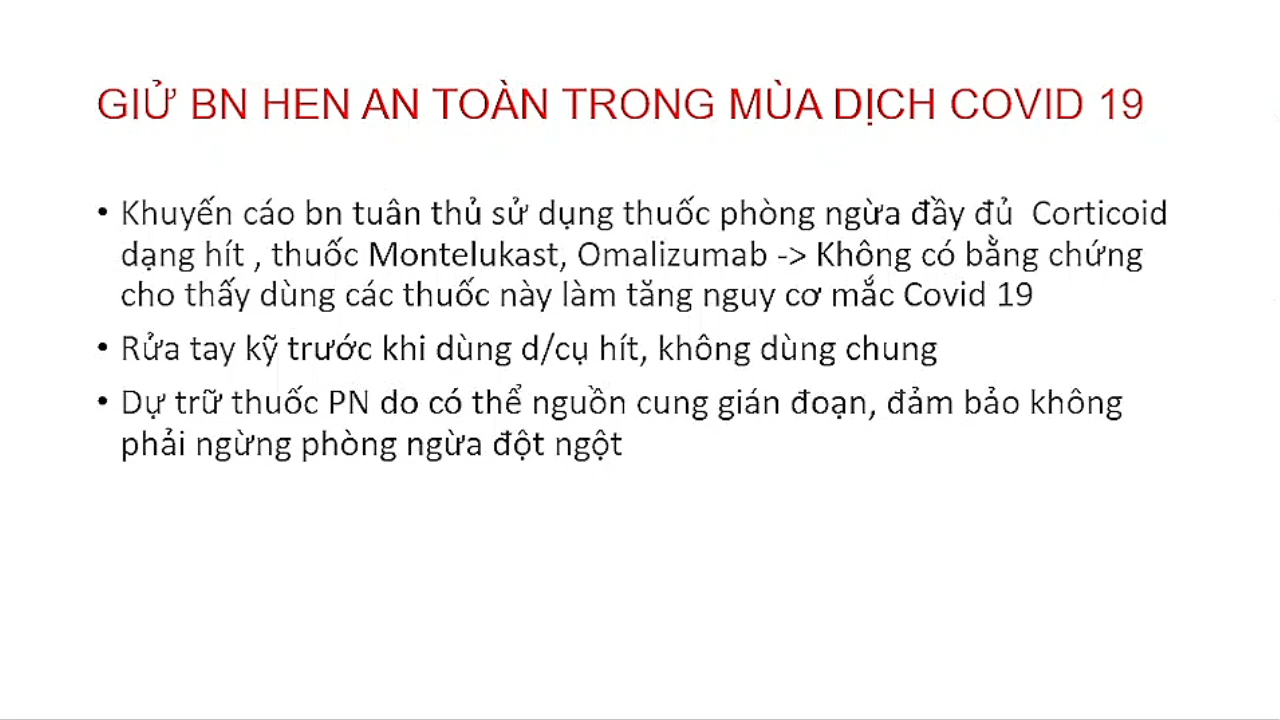 GIỬ BN HEN AN TOÀN TRONG MÙA DỊCH COVID 19
• Khuyến cáo bn tuân thủ sử dụng thuốc phòng ngừa đầy đủ Corticoid
dạng hít , thuốc Montelukast, Omalizumab -> Không có bằng chứng
cho thấy dùng các thuốc này làm tăng nguy cơ mắc Covid 19
• Rửa tay kỹ trước khi dùng d/cụ hít, không dùng chung
• Dự trữ thuốc PN do có thể nguồn cung gián đoạn, đảm bảo không
phải ngừng phòng ngừa đột ngột